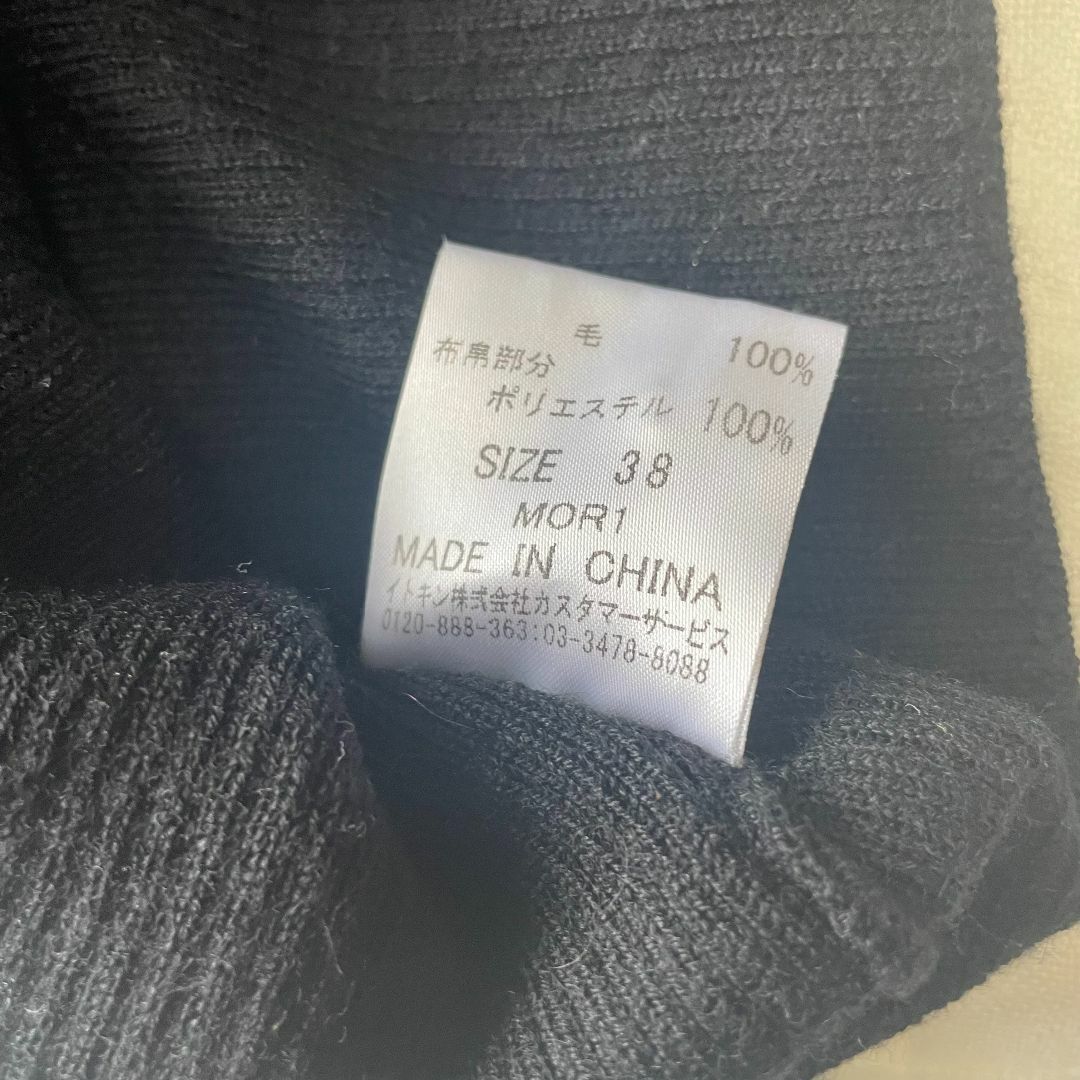 毛 100%
布帛部分
ポリエステル 100%
SIZE 38
MOR1
MADE IN CHINA
イトキン株式会社カスタマーサービス
0120-888-363:03-3478-8088